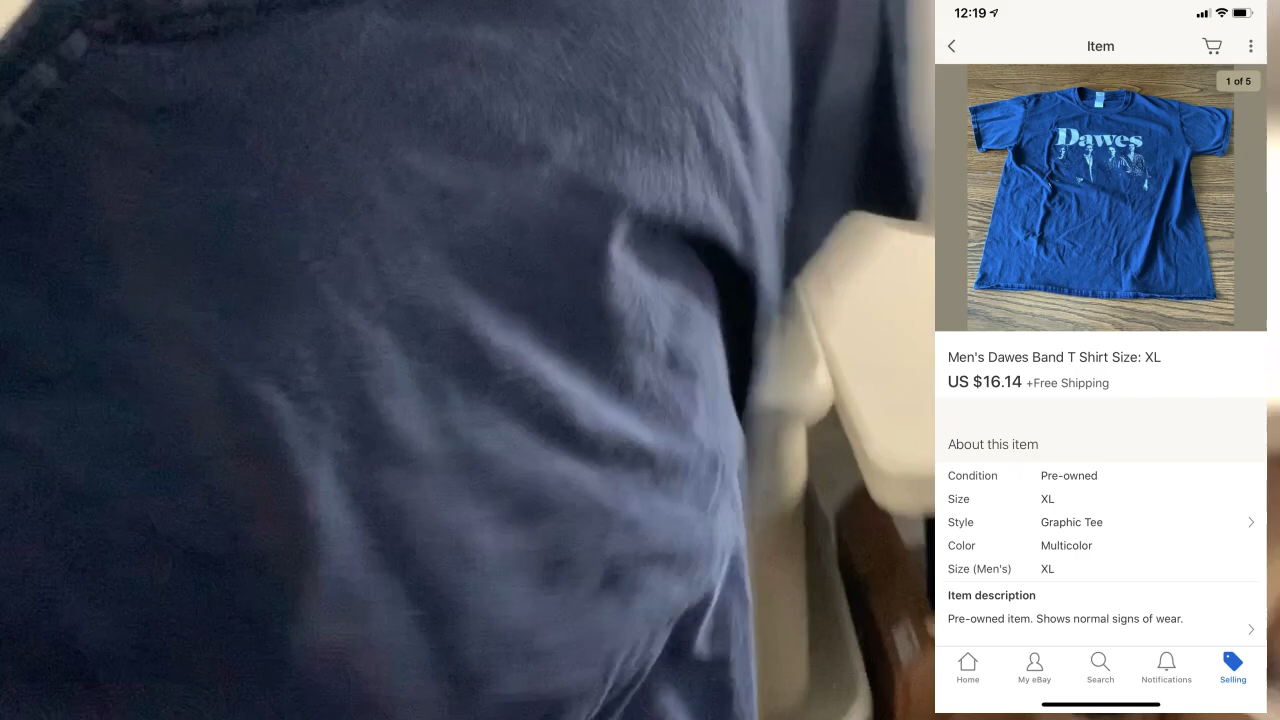 12:19
Item
1 of 5
Dawes
Men's Dawes Band T Shirt Size: XL
US $16.14 +Free Shipping
About this item
Condition Pre-owned
Size XL
Style Graphic Tee
Color Multicolor
Size (Men's) XL
Item description
Pre-owned item. Shows normal signs of wear.
Home My eBay Search Notifications Selling